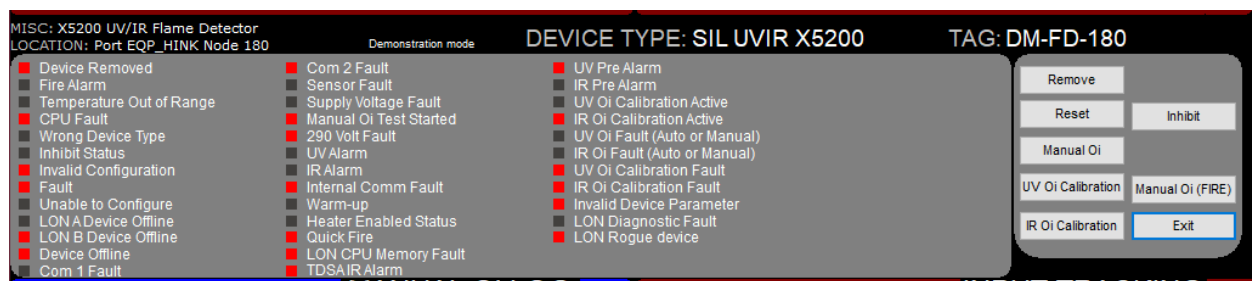 MISC: X5200 UV/IR Flame Detector
LOCATION: Port EQP_HINK Node 180
Demonstration mode
DEVICE TYPE: SIL UVIR X5200
TAG: DM-FD-180
Device Removed
Fire Alarm
Temperature Out of Range
CPU Fault
Wrong Device Type
Inhibit Status
Invalid Configuration
Fault
Unable to Configure
LON A Device Offline
LON B Device Offline
Device Offline
Com 1 Fault
Com 2 Fault
Sensor Fault
Supply Voltage Fault
Manual Oi Test Started
290 Volt Fault
UV Alarm
IR Alarm
Internal Comm Fault
Warm-up
Heater Enabled Status
Quick Fire
LON CPU Memory Fault
TDSA IR Alarm
UV Pre Alarm
IR Pre Alarm
UV Oi Calibration Active
IR Oi Calibration Active
UV Oi Fault (Auto or Manual)
IR Oi Fault (Auto or Manual)
UV Oi Calibration Fault
IR Oi Calibration Fault
Invalid Device Parameter
LON Diagnostic Fault
LON Rogue device
Remove
Reset
Inhibit
Manual Oi
UV Oi Calibration
Manual Oi (FIRE)
IR Oi Calibration
Exit